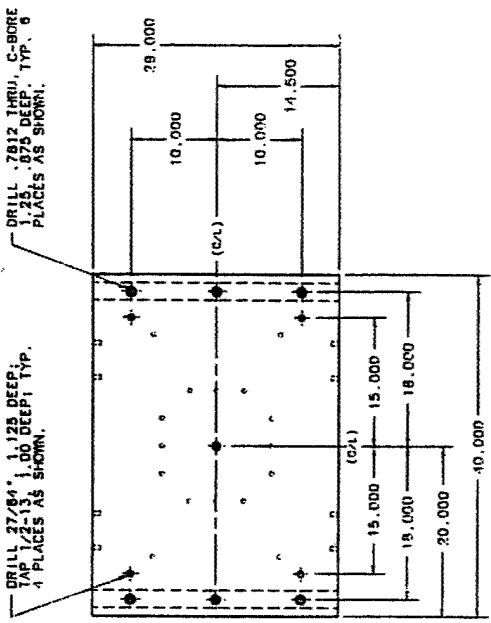 DRILL 27/64", 1.125 DEEP;
TAP 1/2-13, 1.00 DEEP; TYP.
4 PLACES AS SHOWN.
DRILL .7812 THRU, C-BORE
1.25, .875 DEEP. TYP. 6
PLACES AS SHOWN.
29.000
14.500
10.000
10.000
(C/L)
(C/L)
15.000
15.000
18.000
18.000
20.000
40.000